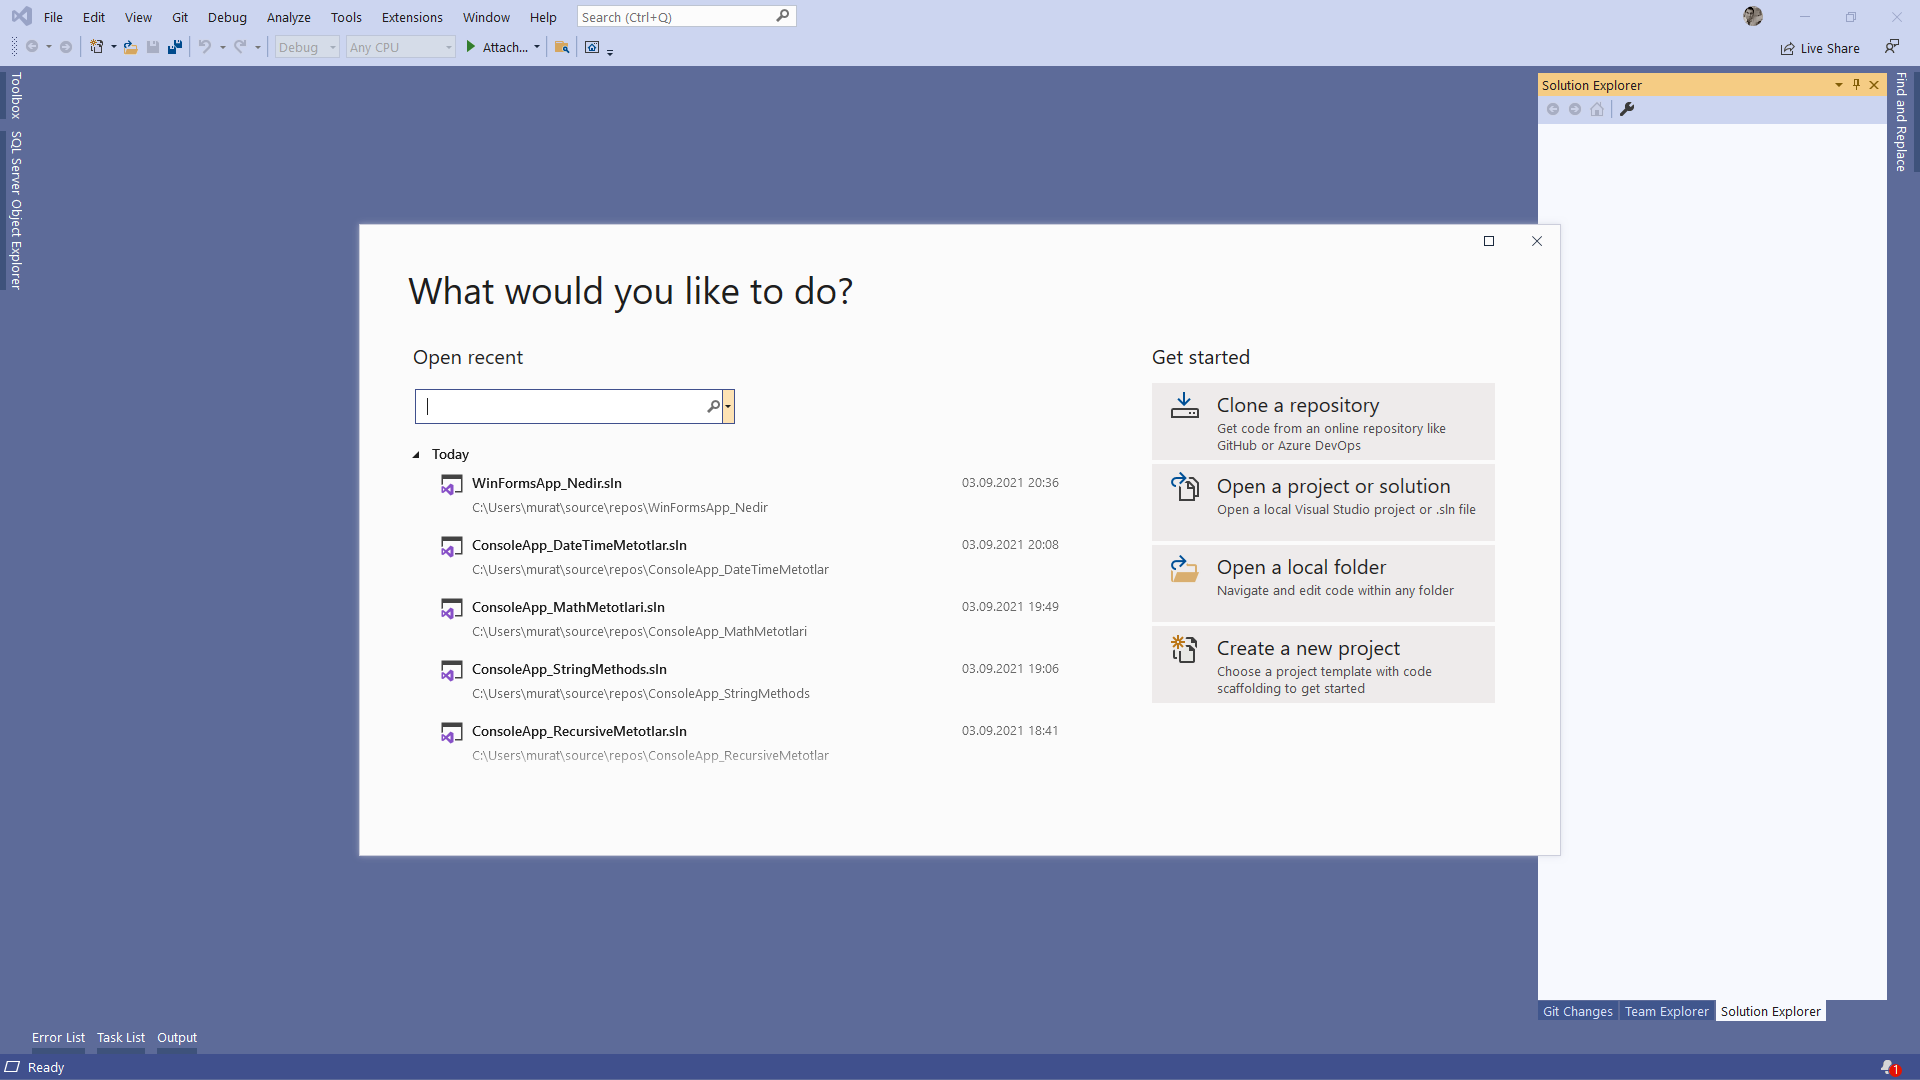 File Edit View Git Debug Analyze Tools Extensions Window Help Search (Ctrl+Q)
Debug Any CPU Attach... Live Share
Toolbox
SQL Server Object Explorer
Solution Explorer
Find and Replace
What would you like to do?
Open recent
Today
WinFormsApp_Nedir.sln 03.09.2021 20:36
C:\Users\murat\source\repos\WinFormsApp_Nedir
ConsoleApp_DateTimeMetotlar.sln 03.09.2021 20:08
C:\Users\murat\source\repos\ConsoleApp_DateTimeMetotlar
ConsoleApp_MathMetotlari.sln 03.09.2021 19:49
C:\Users\murat\source\repos\ConsoleApp_MathMetotlari
ConsoleApp_StringMethods.sln 03.09.2021 19:06
C:\Users\murat\source\repos\ConsoleApp_StringMethods
ConsoleApp_RecursiveMetotlar.sln 03.09.2021 18:41
C:\Users\murat\source\repos\ConsoleApp_RecursiveMetotlar
Get started
Clone a repository
Get code from an online repository like
GitHub or Azure DevOps
Open a project or solution
Open a local Visual Studio project or .sln file
Open a local folder
Navigate and edit code within any folder
Create a new project
Choose a project template with code
scaffolding to get started
Git Changes Team Explorer Solution Explorer
Error List Task List Output
Ready 1